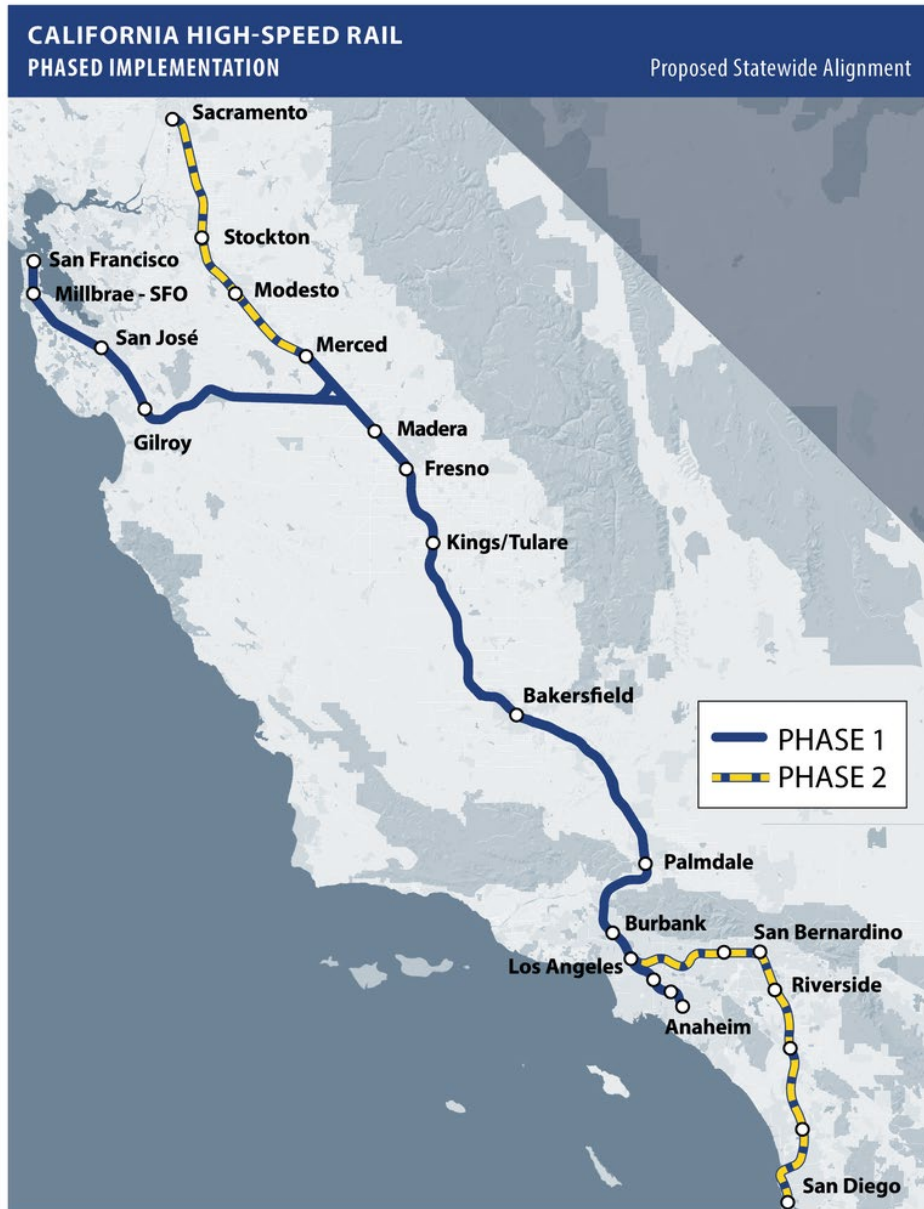 CALIFORNIA HIGH-SPEED RAIL
PHASED IMPLEMENTATION
Proposed Statewide Alignment
Sacramento
Stockton
San Francisco
Millbrae - SFO
Modesto
San José
Merced
Gilroy
Madera
Fresno
Kings/Tulare
Bakersfield
PHASE 1
PHASE 2
Palmdale
Burbank
San Bernardino
Los Angeles
Riverside
Anaheim
San Diego